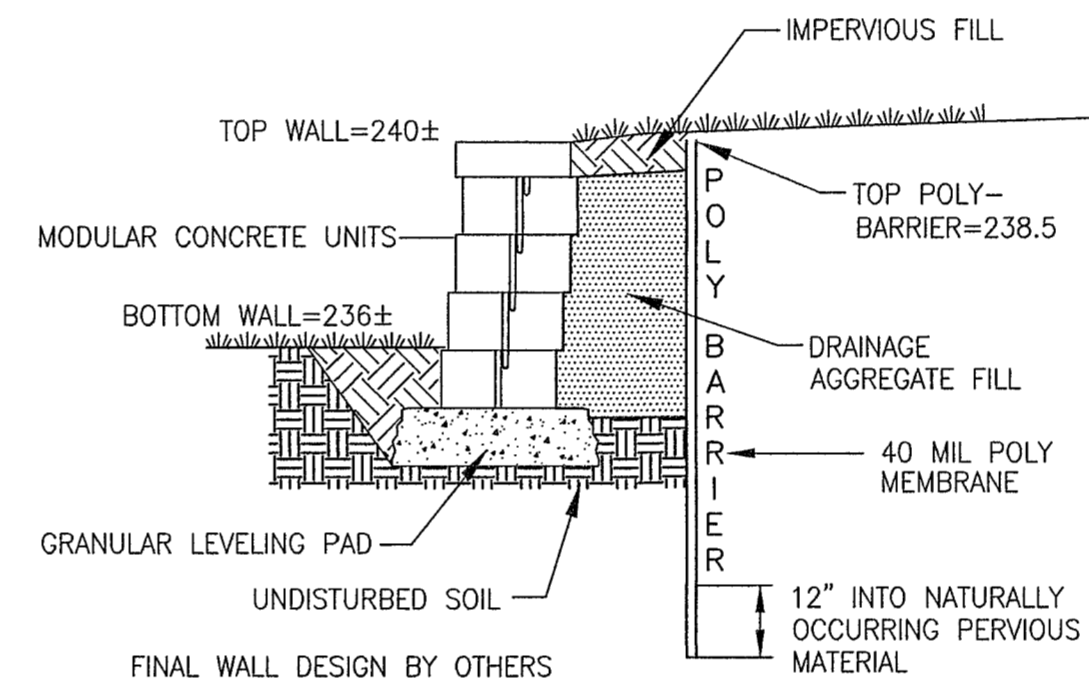 IMPERVIOUS FILL
TOP WALL=240±
TOP POLY-
BARRIER=238.5
MODULAR CONCRETE UNITS
BOTTOM WALL=236±
POLY BARRIER
DRAINAGE
AGGREGATE FILL
40 MIL POLY
MEMBRANE
GRANULAR LEVELING PAD
UNDISTURBED SOIL
12" INTO NATURALLY
OCCURRING PERVIOUS
MATERIAL
FINAL WALL DESIGN BY OTHERS